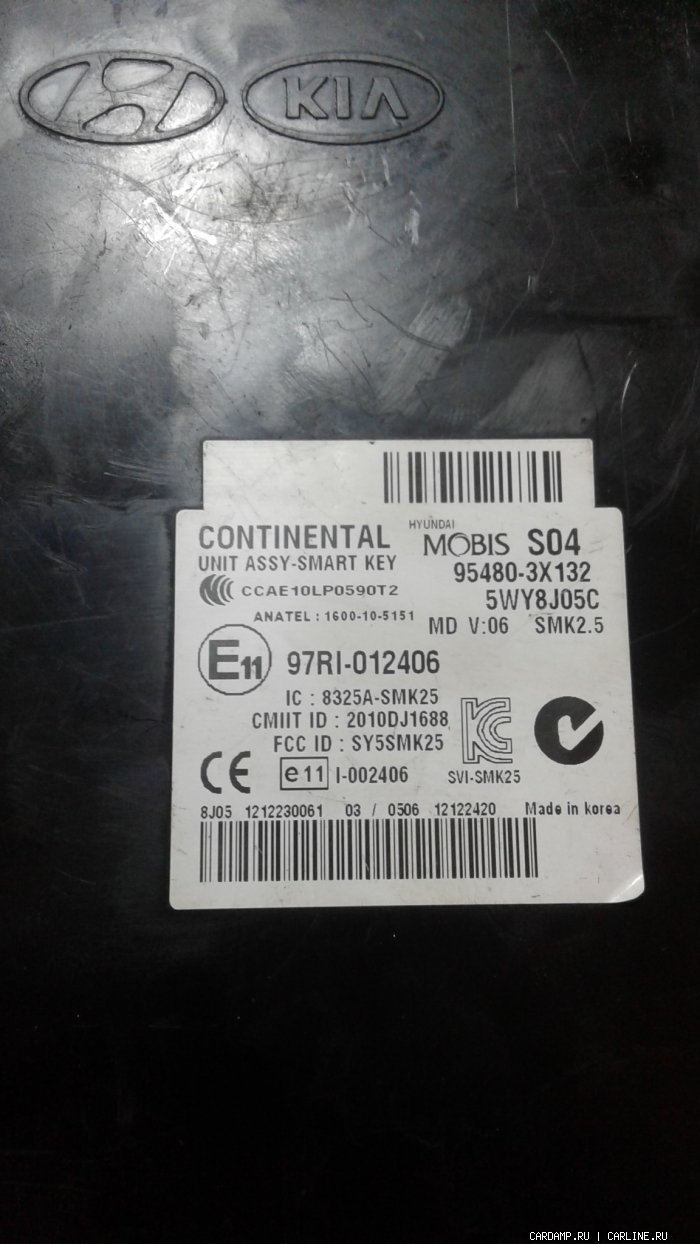 KIA
CONTINENTAL HYUNDAI MOBIS S04
UNIT ASSY-SMART KEY 95480-3X132
CCAE10LP0590T2 5WY8J05C
ANATEL : 1600-10-5151 MD V:06 SMK2.5
E11 97RI-012406
IC : 8325A-SMK25
CMIIT ID : 2010DJ1688
FCC ID : SY5SMK25
CE e11 I-002406 SVI-SMK25
8J05 1212230061 03 / 0506 12122420 Made in korea
CARDAMP.RU | CARLINE.RU